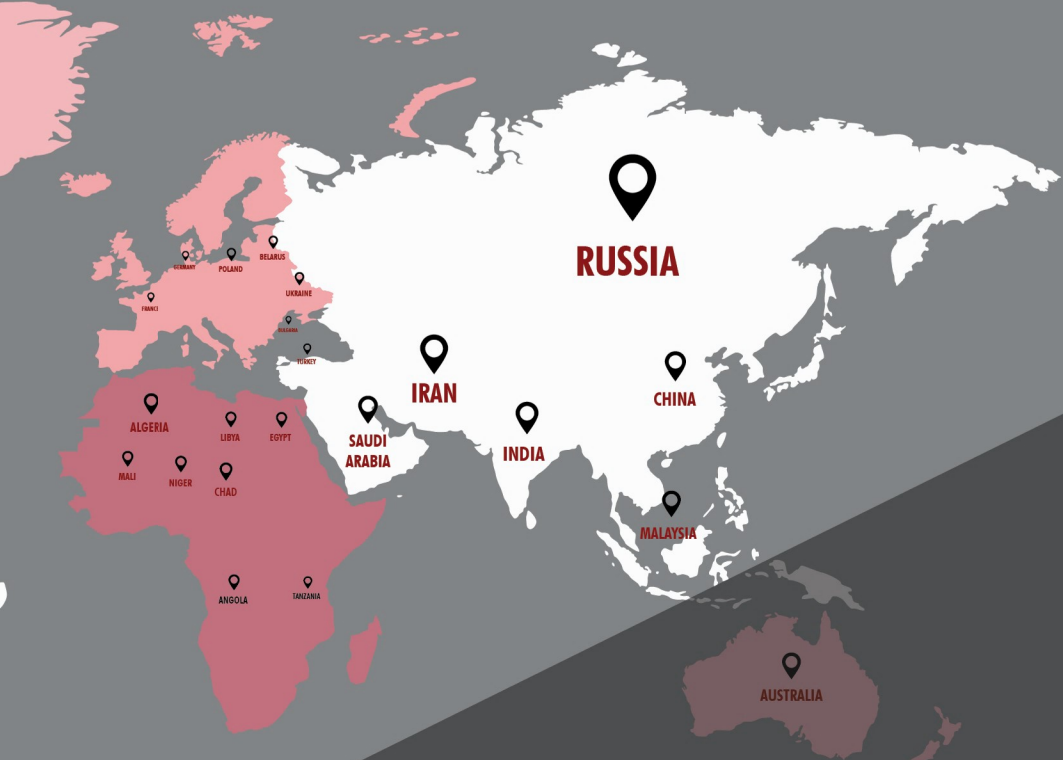 RUSSIA
GERMANY
POLAND
BELARUS
UKRAINE
FRANCE
BULGARIA
TURKEY
IRAN
CHINA
SAUDI
ARABIA
INDIA
ALGERIA
LIBYA
EGYPT
MALI
NIGER
CHAD
MALAYSIA
ANGOLA
TANZANIA
AUSTRALIA